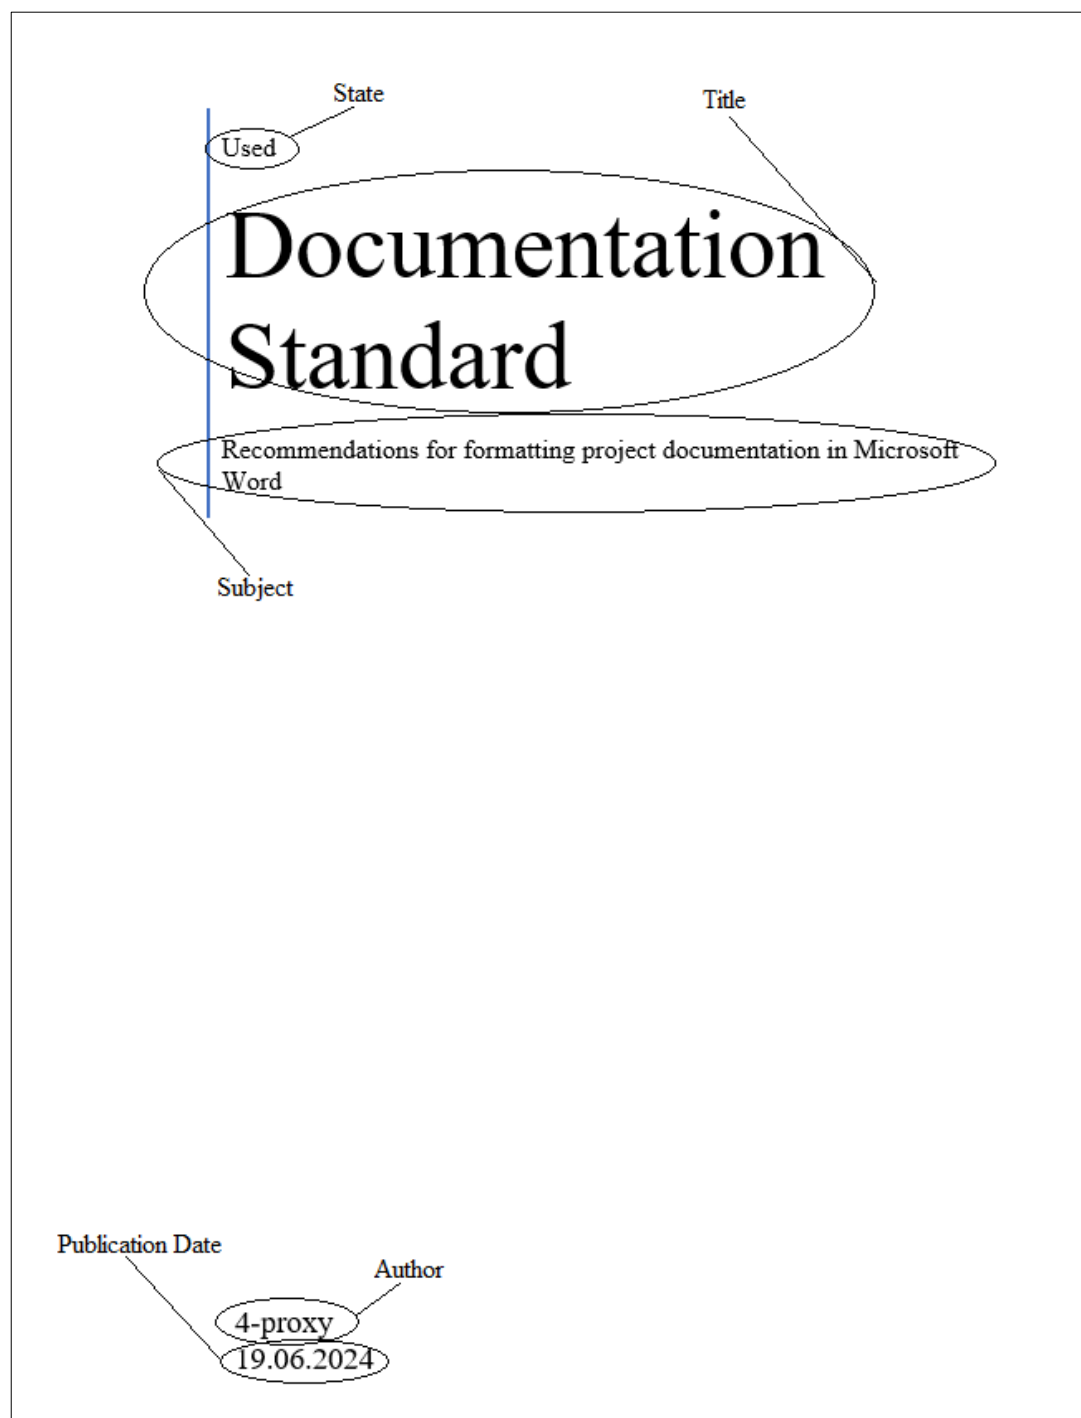 State
Title
Used
Documentation
Standard
Recommendations for formatting project documentation in Microsoft
Word
Subject
Publication Date
Author
4-proxy
19.06.2024